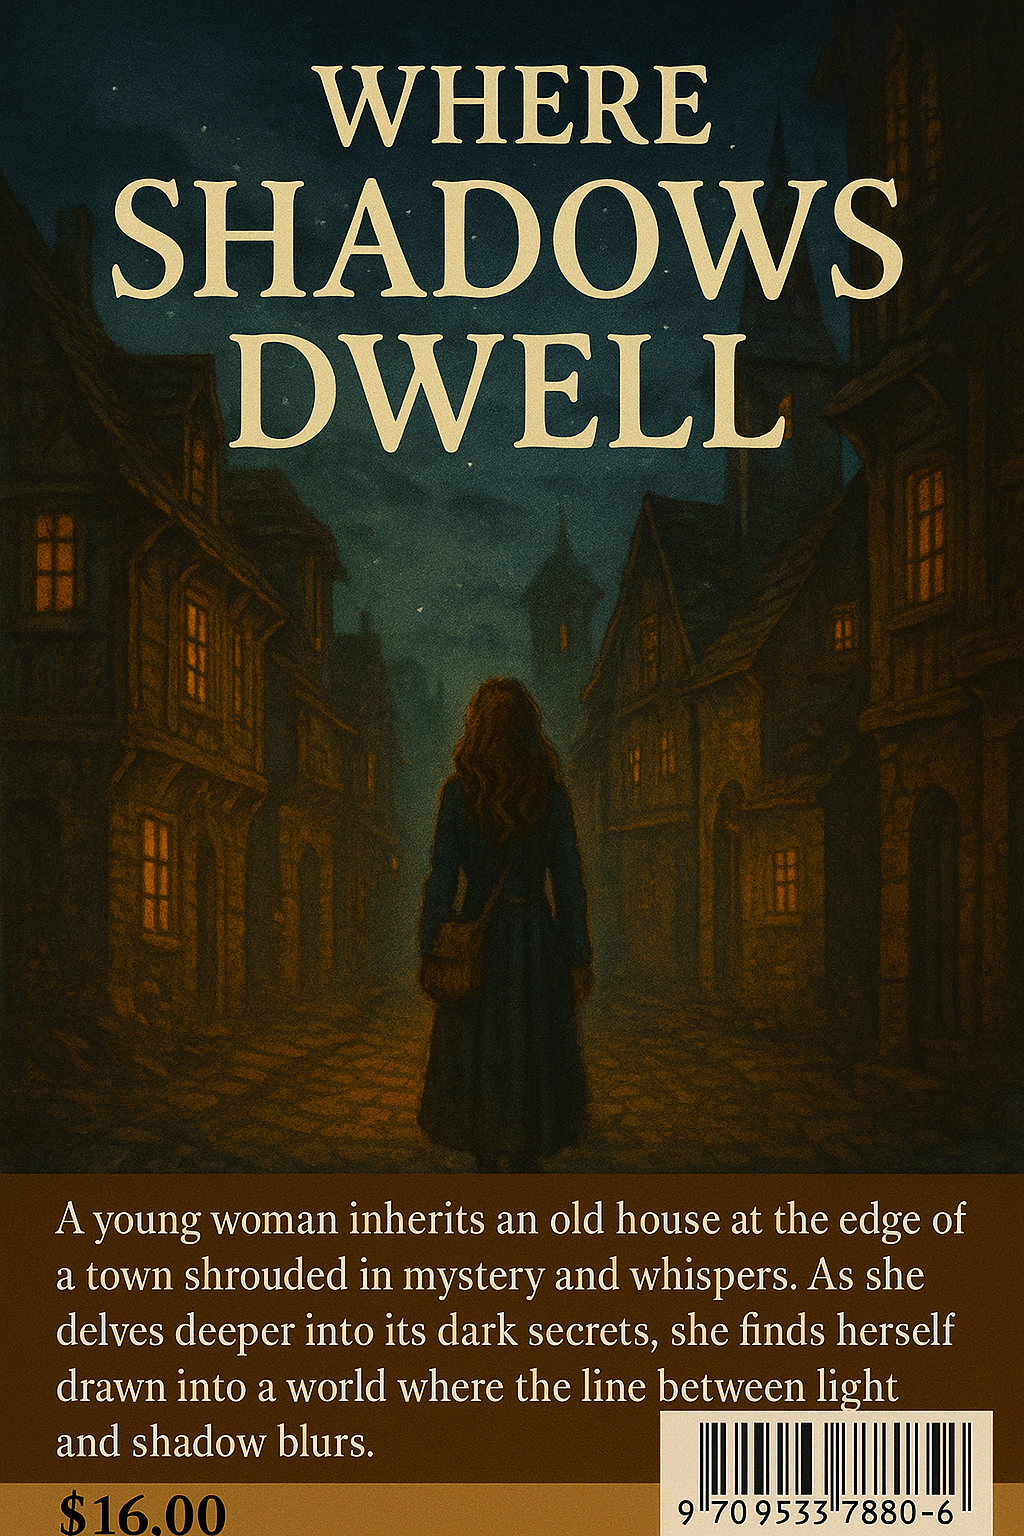 WHERE
SHADOWS
DWELL
A young woman inherits an old house at the edge of
a town shrouded in mystery and whispers. As she
delves deeper into its dark secrets, she finds herself
drawn into a world where the line between light
and shadow blurs.
$16.00
9 70 9533 7880-6